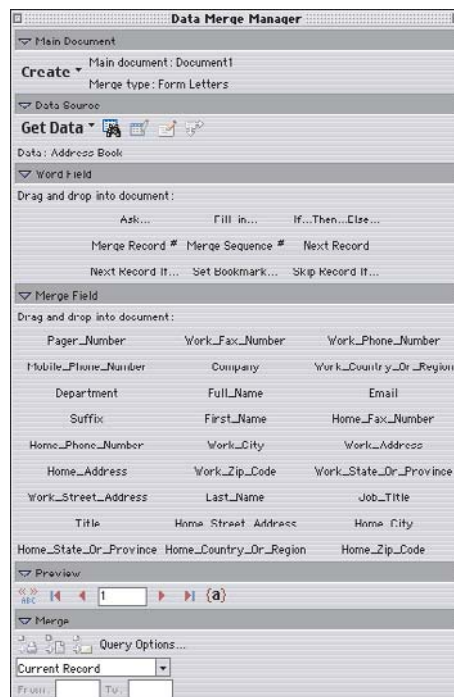 Data Merge Manager
Main Document
Create
Main document: Document1
Merge type: Form Letters
Data Source
Get Data
Data: Address Book
Word Field
Drag and drop into document:
Ask... Fill-in... If...Then...Else...
Merge Record # Merge Sequence # Next Record
Next Record If... Set Bookmark... Skip Record If...
Merge Field
Drag and drop into document:
Pager_Number Work_Fax_Number Work_Phone_Number
Mobile_Phone_Number Company Work_Country_Or_Region
Department Full_Name Email
Suffix First_Name Home_Fax_Number
Home_Phone_Number Work_City Work_Address
Home_Address Work_Zip_Code Work_State_Or_Province
Work_Street_Address Last_Name Job_Title
Title Home_Street_Address Home_City
Home_State_Or_Province Home_Country_Or_Region Home_Zip_Code
Preview
« » ABC 1 {a}
Merge
Query Options...
Current Record
From: To: